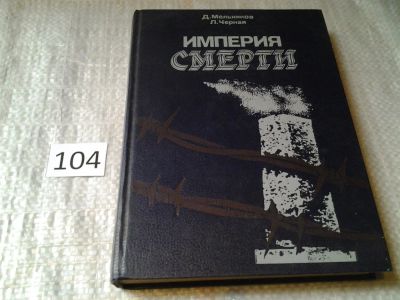 Д.Мельников
Л.Черная
ИМПЕРИЯ
СМЕРТИ
104